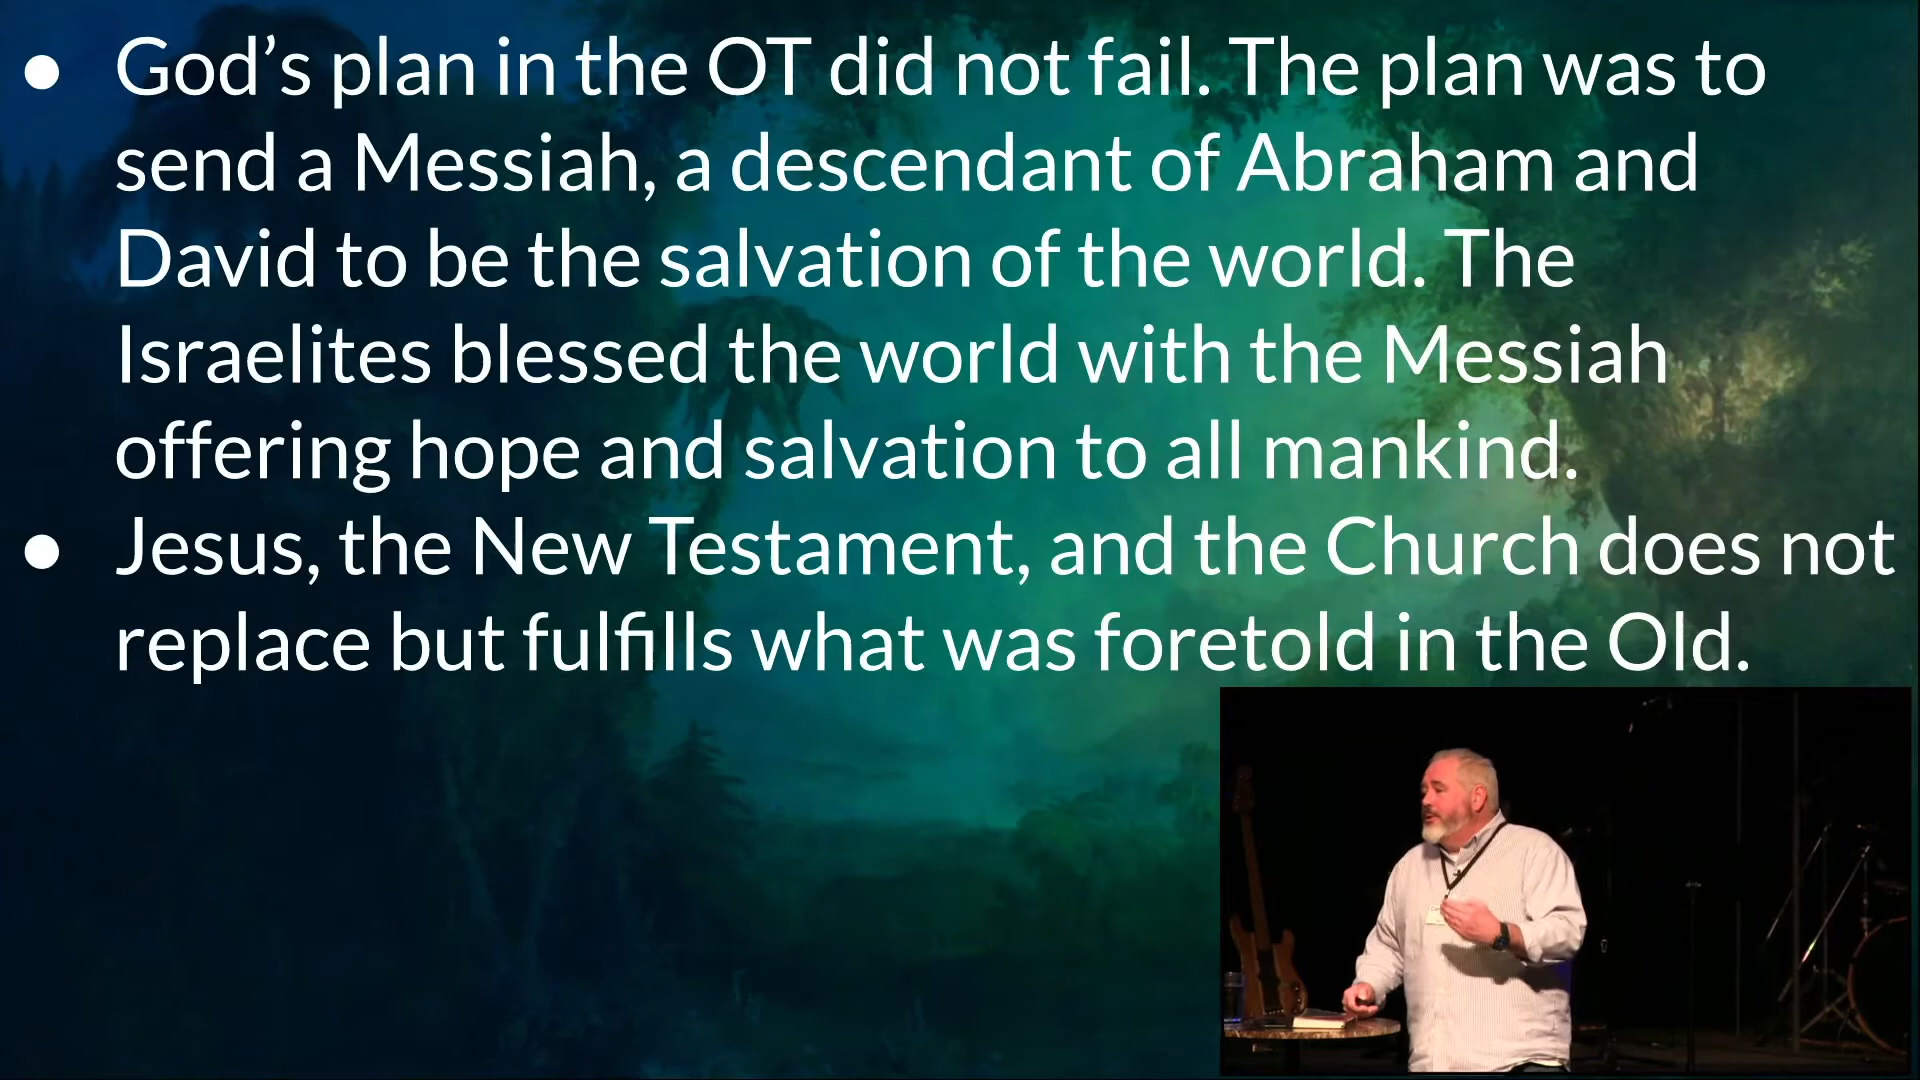 ● God’s plan in the OT did not fail. The plan was to
send a Messiah, a descendant of Abraham and
David to be the salvation of the world. The
Israelites blessed the world with the Messiah
offering hope and salvation to all mankind.
● Jesus, the New Testament, and the Church does not
replace but fulfills what was foretold in the Old.